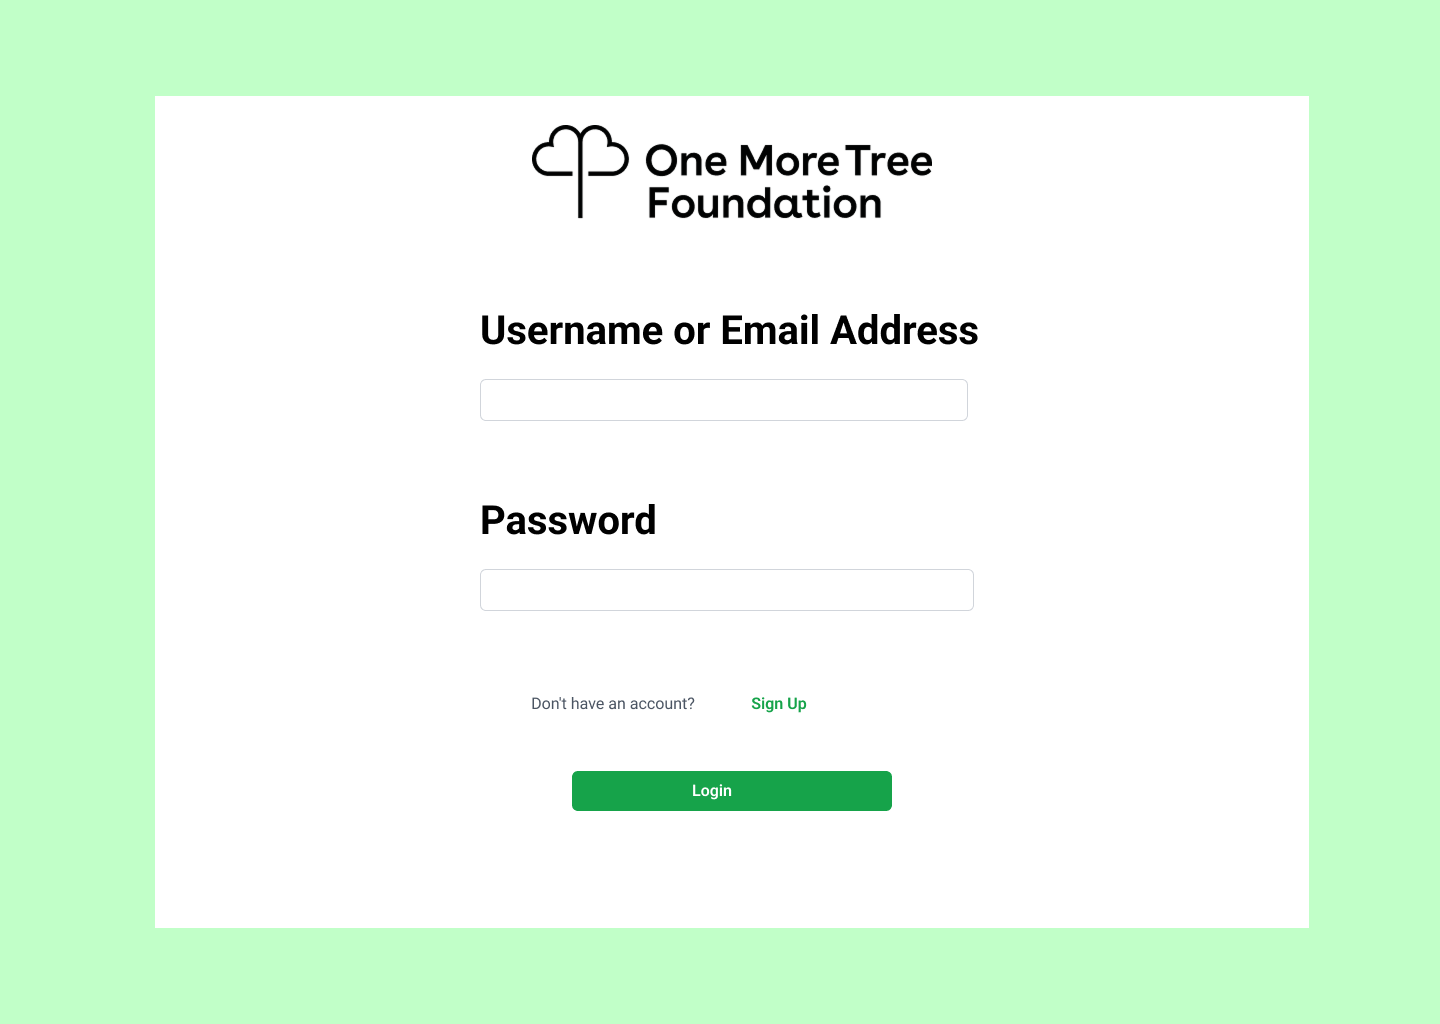 One More Tree
Foundation
Username or Email Address
Password
Don't have an account? Sign Up
Login